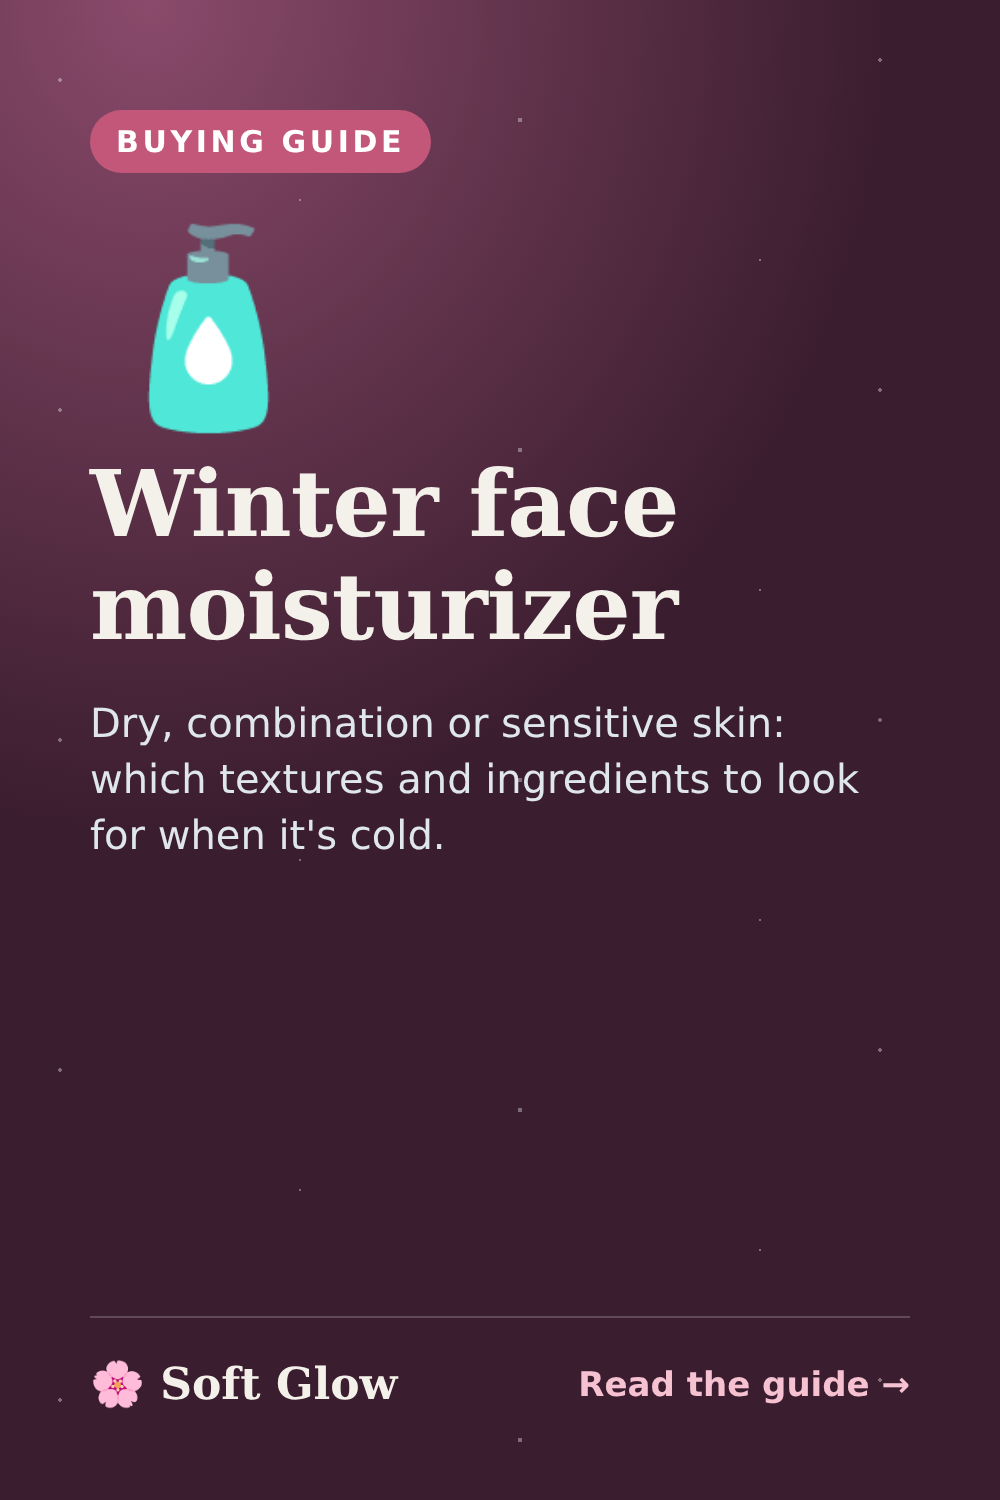 BUYING GUIDE
Winter face
moisturizer
Dry, combination or sensitive skin:
which textures and ingredients to look
for when it's cold.
Soft Glow
Read the guide →